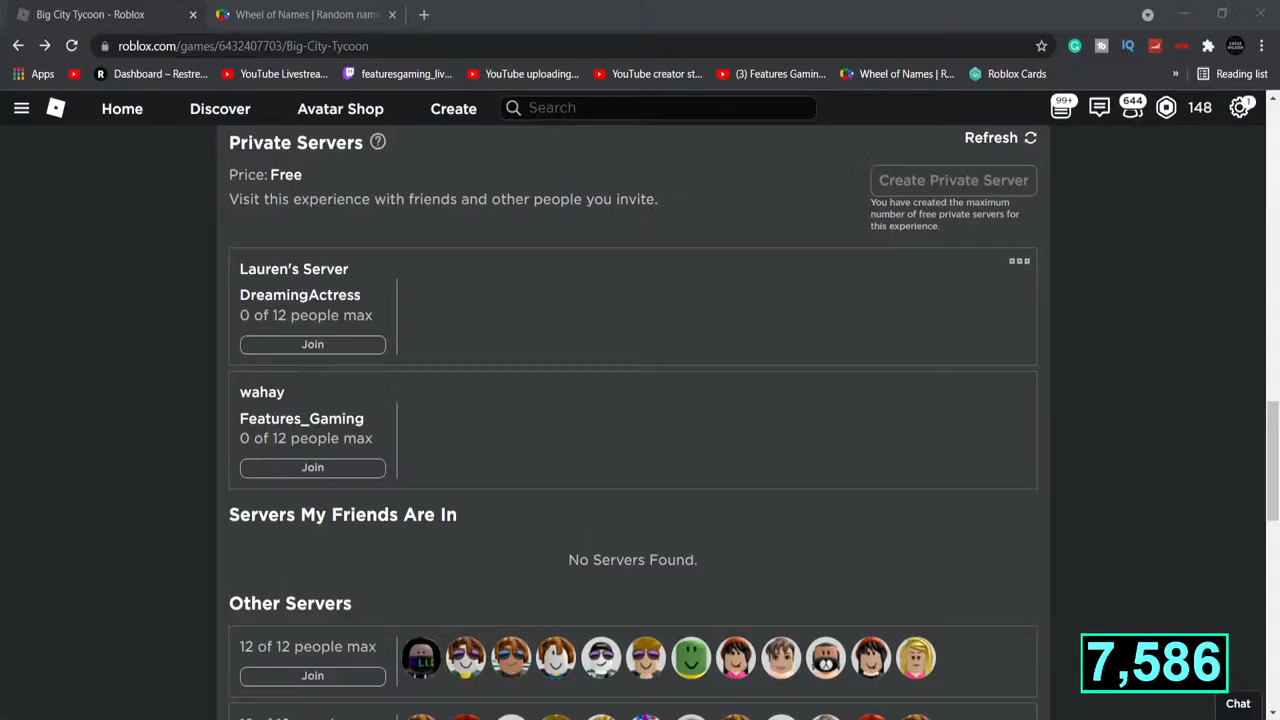 Big City Tycoon - Roblox
Wheel of Names | Random name
roblox.com/games/6432407703/Big-City-Tycoon
Apps
Dashboard – Restre...
YouTube Livestrea...
featuresgaming_liv...
YouTube uploading...
YouTube creator st...
(3) Features Gamin...
Wheel of Names | R...
Roblox Cards
»
Reading list
Home
Discover
Avatar Shop
Create
Search
99+
644
148
1
Private Servers
Refresh
Price: Free
Create Private Server
Visit this experience with friends and other people you invite.
You have created the maximum
number of free private servers for
this experience.
Lauren's Server
DreamingActress
0 of 12 people max
Join
wahay
Features_Gaming
0 of 12 people max
Join
Servers My Friends Are In
No Servers Found.
Other Servers
12 of 12 people max
Join
7,586
Chat